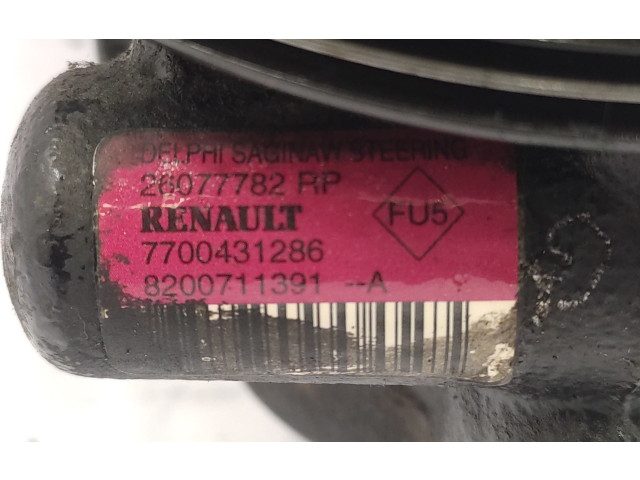 DELPHI SAGINAW STEERING
26077782 RP
RENAULT
FU5
7700431286
8200711391 --A